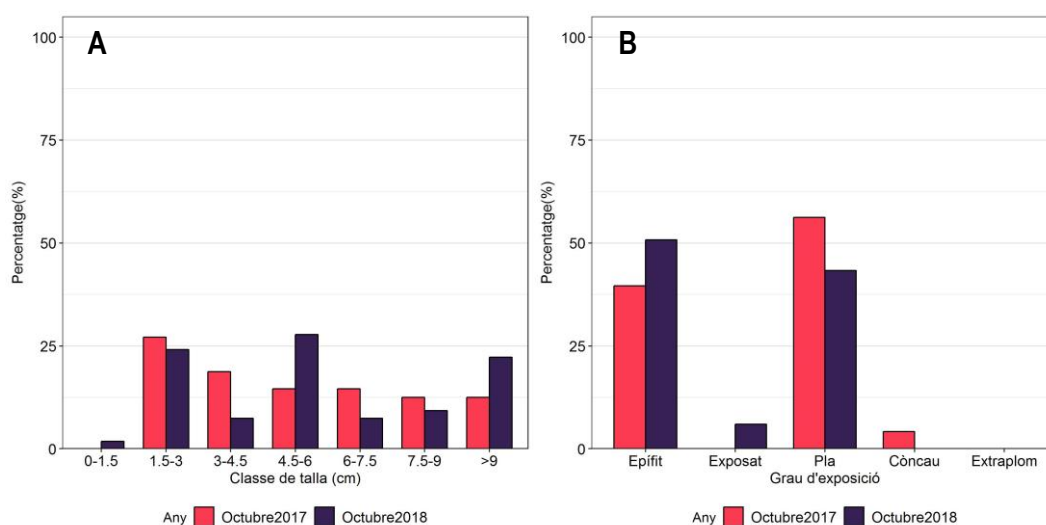 A
Percentatge(%)
100
75
50
25
0
0-1.5 1.5-3 3-4.5 4.5-6 6-7.5 7.5-9 >9
Classe de talla (cm)
Any Octubre2017 Octubre2018
B
Percentatge(%)
100
75
50
25
0
Epífit Exposat Pla Còncau Extraplom
Grau d'exposició
Any Octubre2017 Octubre2018